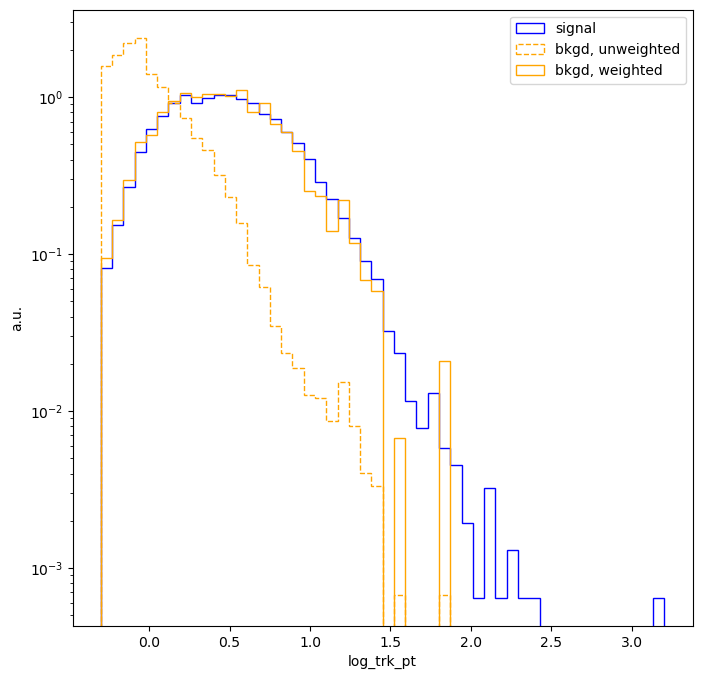 signal
bkgd, unweighted
bkgd, weighted
a.u.
10⁰
10⁻¹
10⁻²
10⁻³
0.0 0.5 1.0 1.5 2.0 2.5 3.0
log_trk_pt